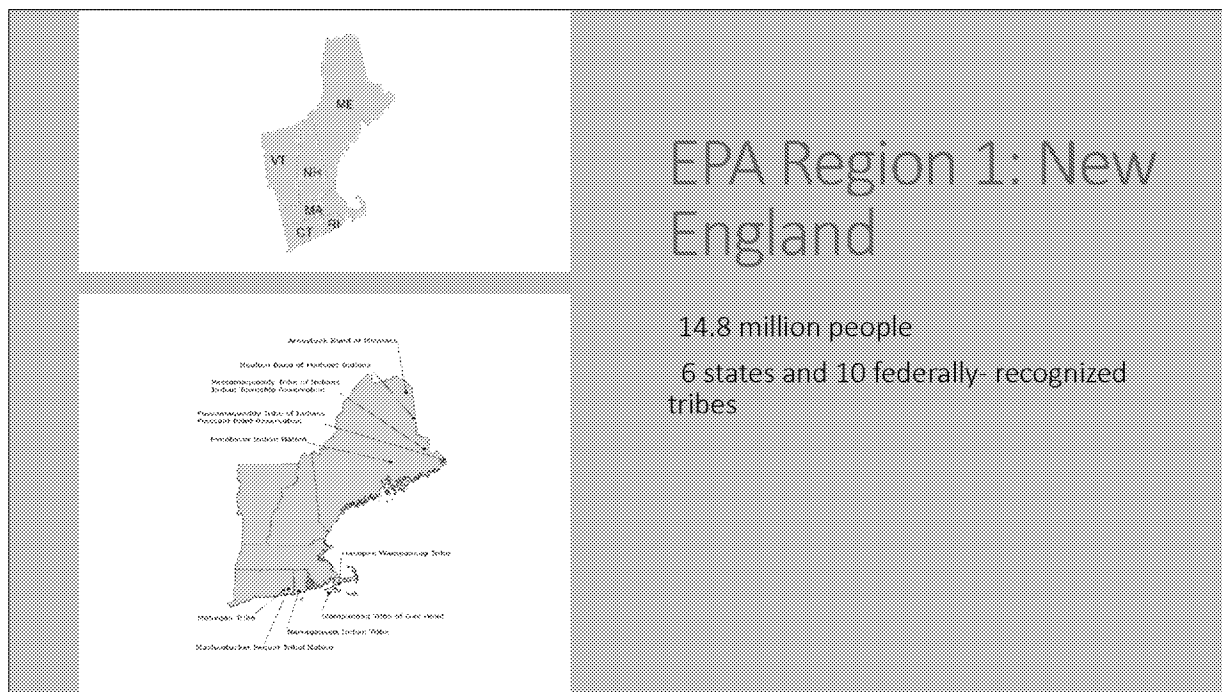 ME
VT
NH
MA
CT RI
EPA Region 1: New
England
14.8 million people
6 states and 10 federally- recognized
tribes
Aroostook Band of Micmacs
Houlton Band of Maliseet Indians
Passamaquoddy Tribe of Indians
Indian Township Reservation
Passamaquoddy Tribe of Indians
Pleasant Point Reservation
Penobscot Indian Nation
Wampanoag Tribe
Mohegan Tribe
Wampanoag Tribe of Gay Head
Narragansett Indian Tribe
Mashantucket Pequot Tribal Nation